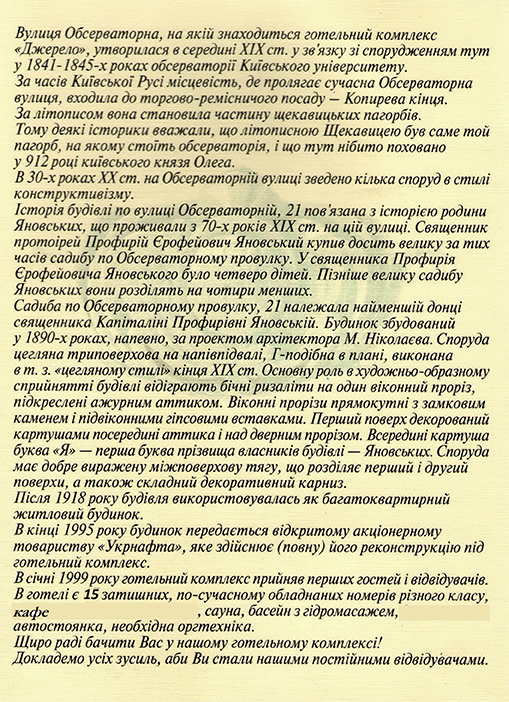 Вулиця Обсерваторна, на якій знаходиться готельний комплекс
«Джерело», утворилася в середині XIX ст. у зв'язку зі спорудженням тут
у 1841-1845-х роках обсерваторії Київського університету.
За часів Київської Русі місцевість, де пролягає сучасна Обсерваторна
вулиця, входила до торгово-ремісничого посаду – Копирева кінця.
За літописом вона становила частину щекавицьких пагорбів.
Тому деякі історики вважали, що літописною Щекавицею був саме той
пагорб, на якому стоїть обсерваторія, і що тут нібито поховано
у 912 році київського князя Олега.
В 30-х роках XX ст. на Обсерваторній вулиці зведено кілька споруд в стилі
конструктивізму.
Історія будівлі по вулиці Обсерваторній, 21 пов'язана з історією родини
Яновських, що проживали з 70-х років XIX ст. на цій вулиці. Священник
протоірей Профирій Єрофейович Яновський купив досить велику за тих
часів садибу по Обсерваторному провулку. У священника Профирія
Єрофейовича Яновського було четверо дітей. Пізніше велику садибу
Яновських вони розділять на чотири менших.
Садиба по Обсерваторному провулку, 21 належала найменшій донці
священника Капіталіні Профирівні Яновській. Будинок збудований
у 1890-х роках, напевно, за проектом архітектора М. Ніколаєва. Споруда
цегляна триповерхова на напівпідвалі, Г-подібна в плані, виконана
в т. з. «цегляному стилі» кінця XIX ст. Основну роль в художньо-образному
сприйнятті будівлі відіграють бічні ризаліти на один віконний проріз,
підкреслені ажурним аттиком. Віконні прорізи прямокутні з замковим
каменем і підвіконними гіпсовими вставками. Перший поверх декорований
картушами посередині аттика і над дверним прорізом. Всередині картуша
буква «Я» — перша буква прізвища власників будівлі — Яновських. Споруда
має добре виражену міжповерхову тягу, що розділяє перший і другий
поверхи, а також складний декоративний карниз.
Після 1918 року будівля використовувалась як багатоквартирний
житловий будинок.
В кінці 1995 року будинок передається відкритому акціонерному
товариству «Укрнафта», яке здійснює (повну) його реконструкцію під
готельний комплекс.
В січні 1999 року готельний комплекс прийняв перших гостей і відвідувачів.
В готелі є 15 затишних, по-сучасному обладнаних номерів різного класу,
кафе , сауна, басейн з гідромасажем,
автостоянка, необхідна оргтехніка.
Щиро раді бачити Вас у нашому готельному комплексі!
Докладемо усіх зусиль, аби Ви стали нашими постійними відвідувачами.